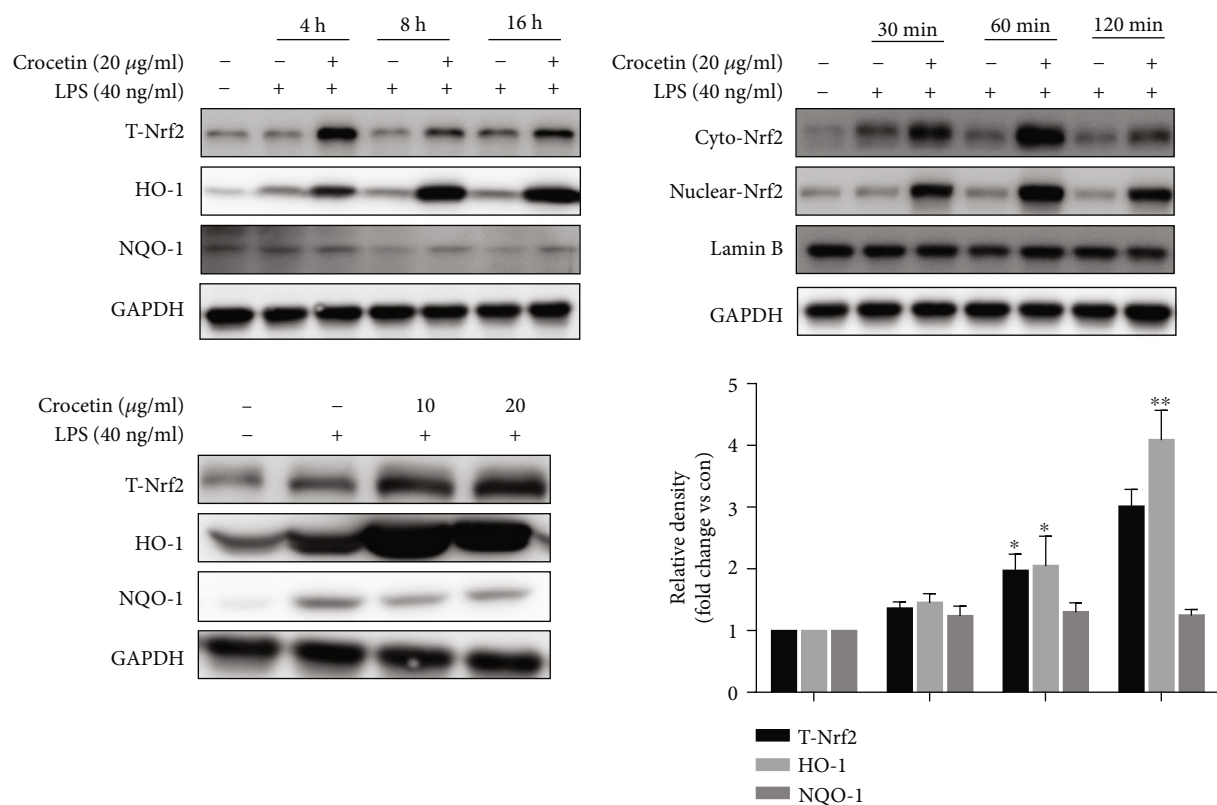 4 h 8 h 16 h
Crocetin (20 μg/ml) – – + – + – +
LPS (40 ng/ml) – + + + + + +
T-Nrf2
HO-1
NQO-1
GAPDH
30 min 60 min 120 min
Crocetin (20 μg/ml) – – + – + – +
LPS (40 ng/ml) – + + + + + +
Cyto-Nrf2
Nuclear-Nrf2
Lamin B
GAPDH
Crocetin (μg/ml) – – 10 20
LPS (40 ng/ml) – + + +
T-Nrf2
HO-1
NQO-1
GAPDH
Relative density
(fold change vs con)
5
4
3
2
1
0
* * **
T-Nrf2
HO-1
NQO-1